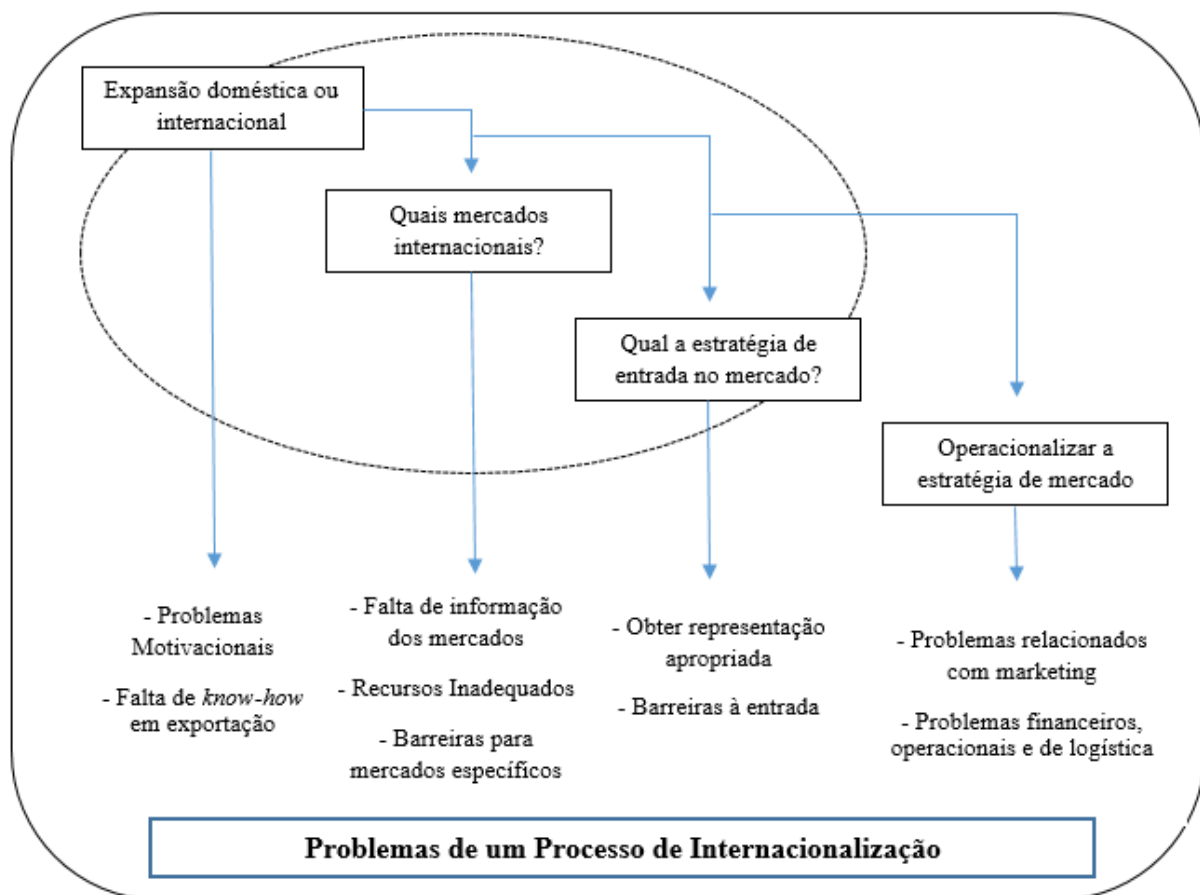 Expansão doméstica ou
internacional
Quais mercados
internacionais?
Qual a estratégia de
entrada no mercado?
Operacionalizar a
estratégia de mercado
- Problemas
Motivacionais
- Falta de know-how
em exportação
- Falta de informação
dos mercados
- Recursos Inadequados
- Barreiras para
mercados específicos
- Obter representação
apropriada
- Barreiras à entrada
- Problemas relacionados
com marketing
- Problemas financeiros,
operacionais e de logística
Problemas de um Processo de Internacionalização